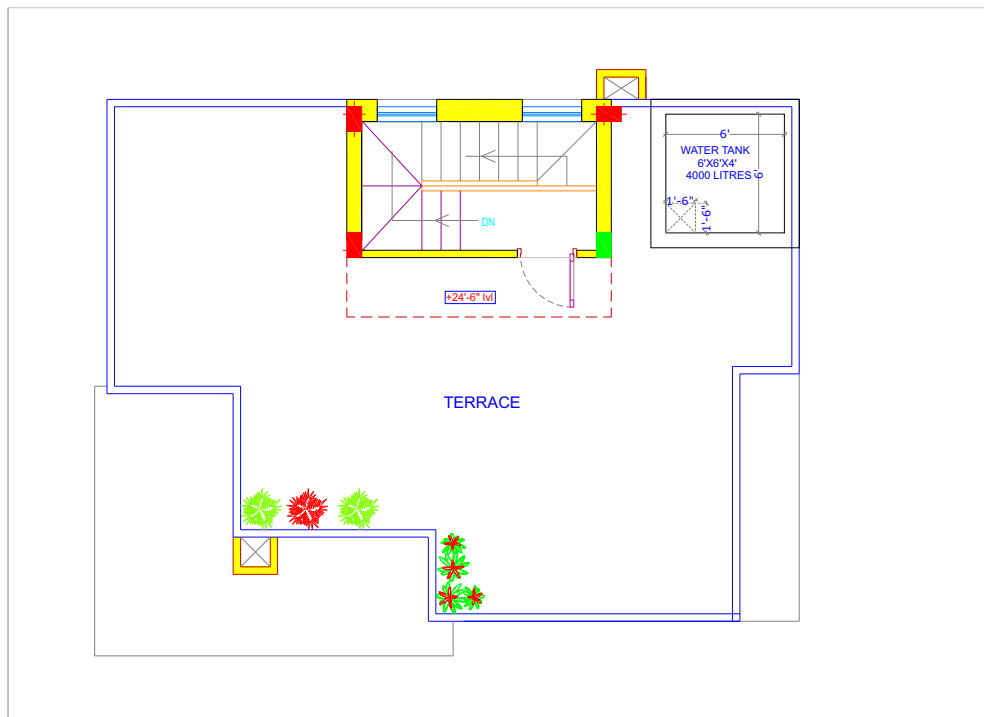 6'
WATER TANK
6'X6'X4'
4000 LITRES
6'
1'-6"
1'-6"
DN
+24'-6" lvl
TERRACE